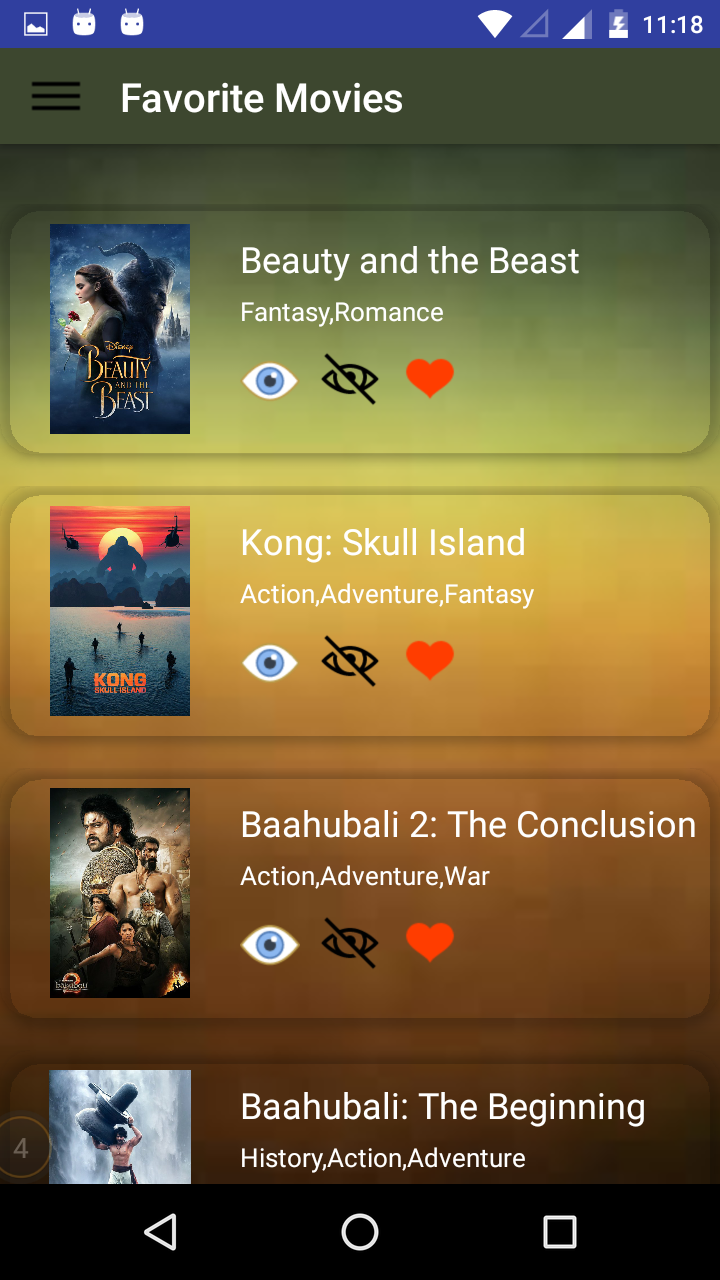 11:18
Favorite Movies
Beauty and the Beast
Fantasy,Romance
Disney
BEAUTY
AND THE
BEAST
Kong: Skull Island
Action,Adventure,Fantasy
KONG
SKULL ISLAND
Baahubali 2: The Conclusion
Action,Adventure,War
2
Baahubali: The Beginning
History,Action,Adventure
4